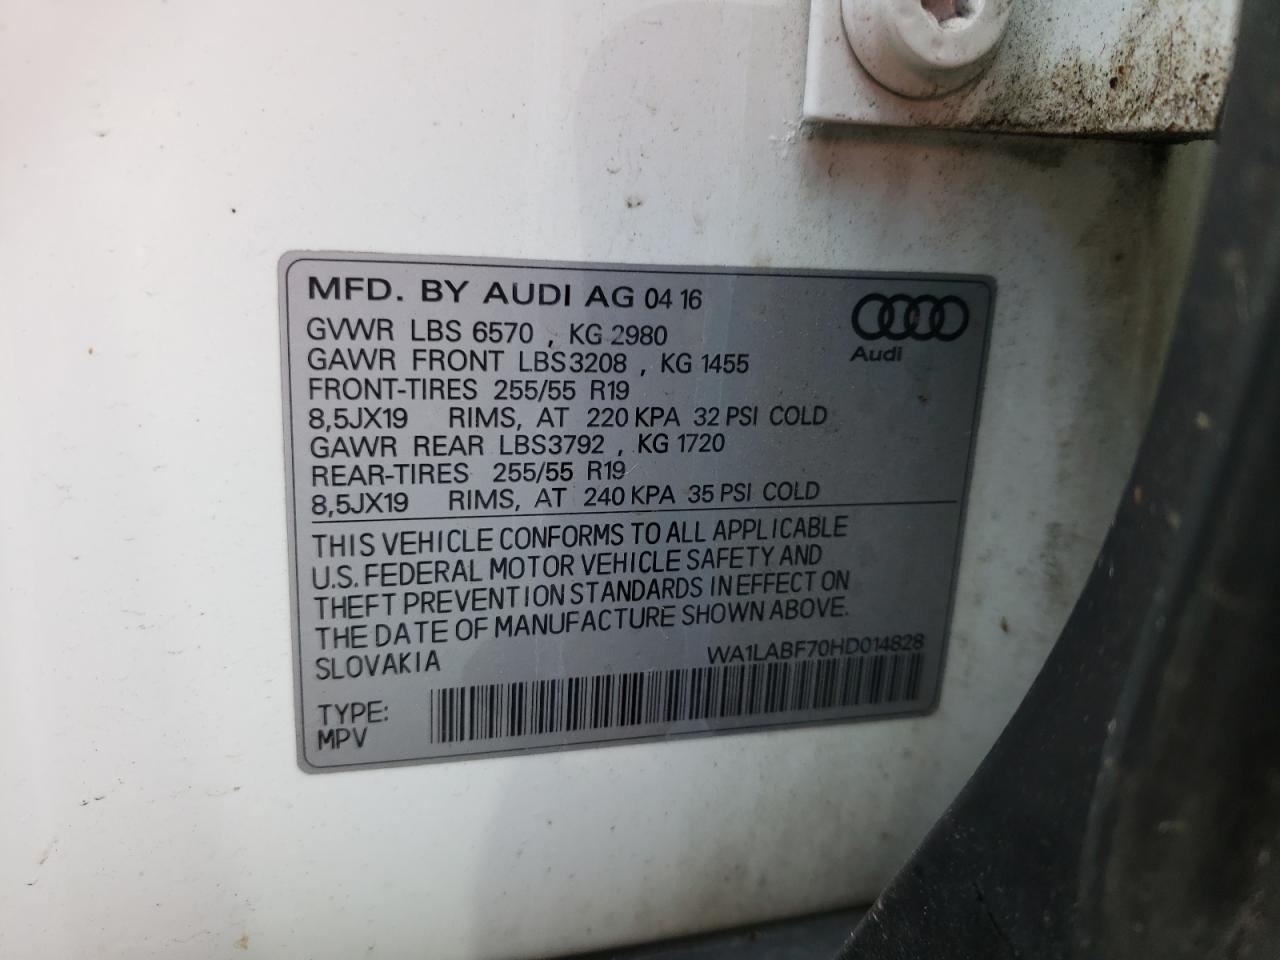 MFD. BY AUDI AG 04 16
Audi
GVWR LBS 6570 , KG 2980
GAWR FRONT LBS3208 , KG 1455
FRONT-TIRES 255/55 R19
8,5JX19 RIMS, AT 220 KPA 32 PSI COLD
GAWR REAR LBS3792 , KG 1720
REAR-TIRES 255/55 R19
8,5JX19 RIMS, AT 240 KPA 35 PSI COLD
THIS VEHICLE CONFORMS TO ALL APPLICABLE
U.S. FEDERAL MOTOR VEHICLE SAFETY AND
THEFT PREVENTION STANDARDS IN EFFECT ON
THE DATE OF MANUFACTURE SHOWN ABOVE.
SLOVAKIA WA1LABF70HD014828
TYPE:
MPV